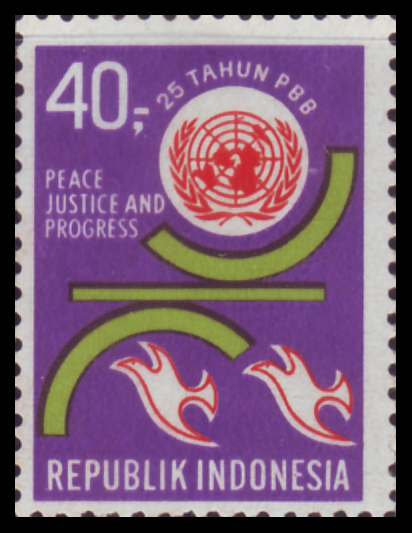 40,-
25 TAHUN PBB
PEACE
JUSTICE AND
PROGRESS
REPUBLIK INDONESIA